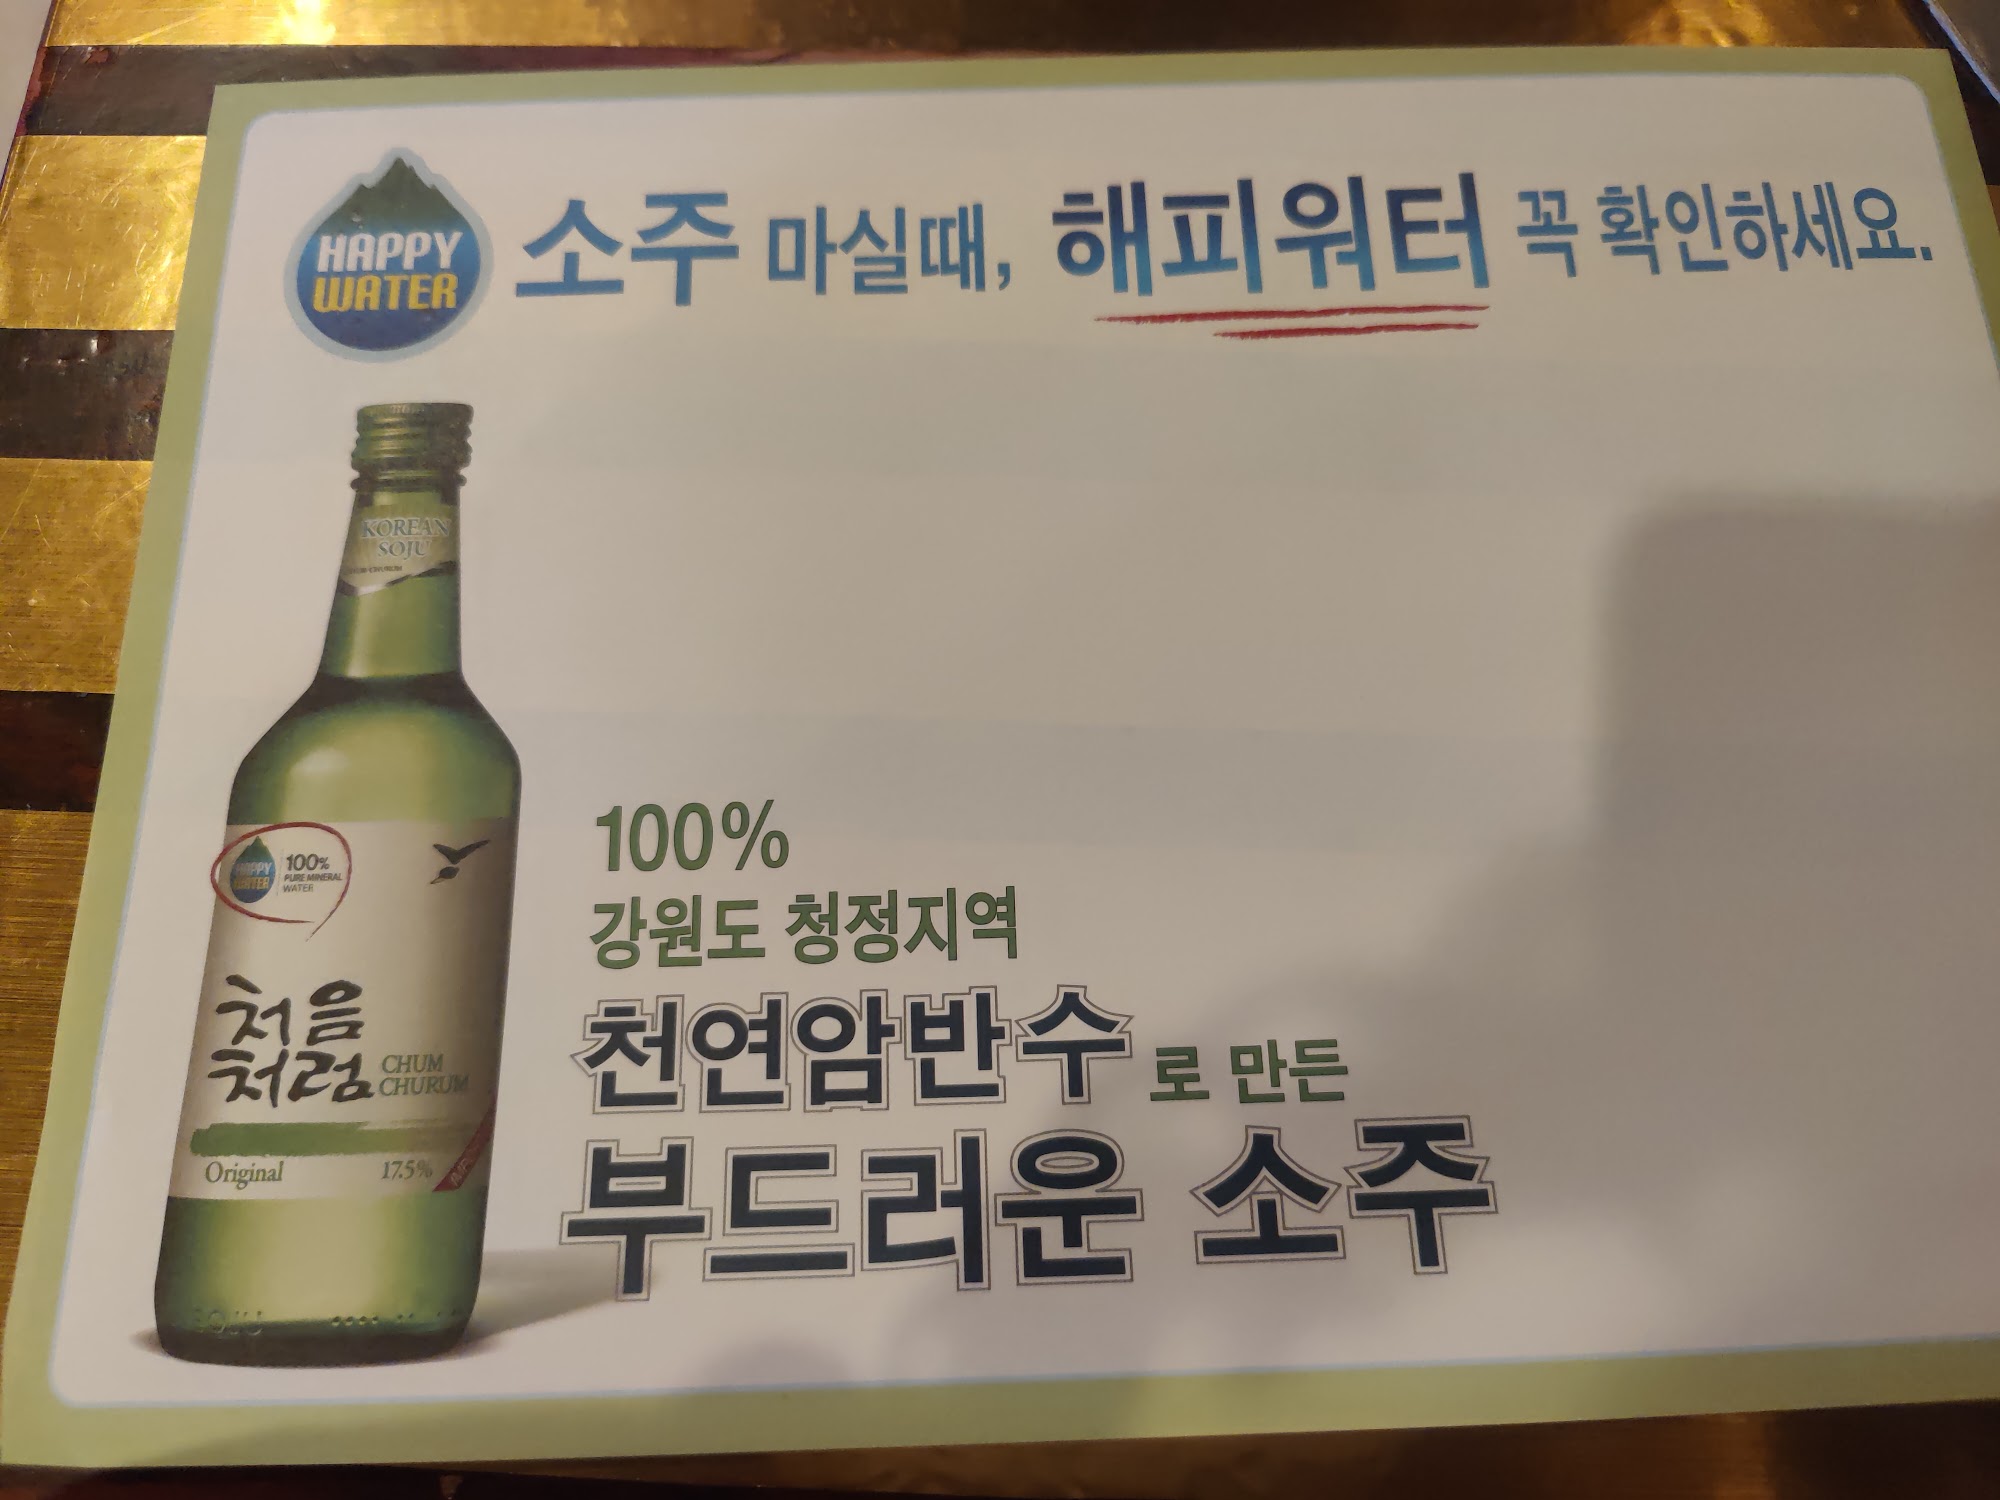 HAPPY
WATER
소주 마실때, 해피워터 꼭 확인하세요.
KOREAN
SOJU
HAPPY
WATER
100%
PURE MINERAL
WATER
처음
처럼
CHUM
CHURUM
Original 17.5%
SOJU
100%
강원도 청정지역
천연암반수로 만든
부드러운 소주